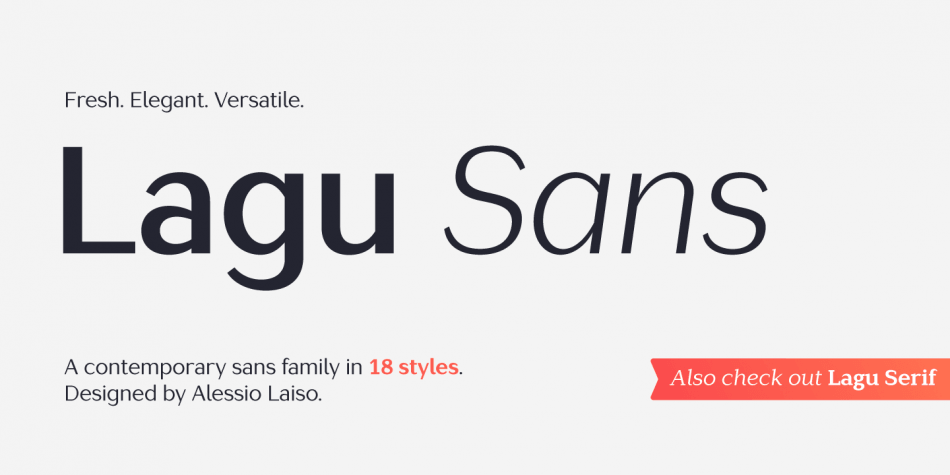 Fresh. Elegant. Versatile.
Lagu Sans
A contemporary sans family in 18 styles.
Designed by Alessio Laiso.
Also check out Lagu Serif